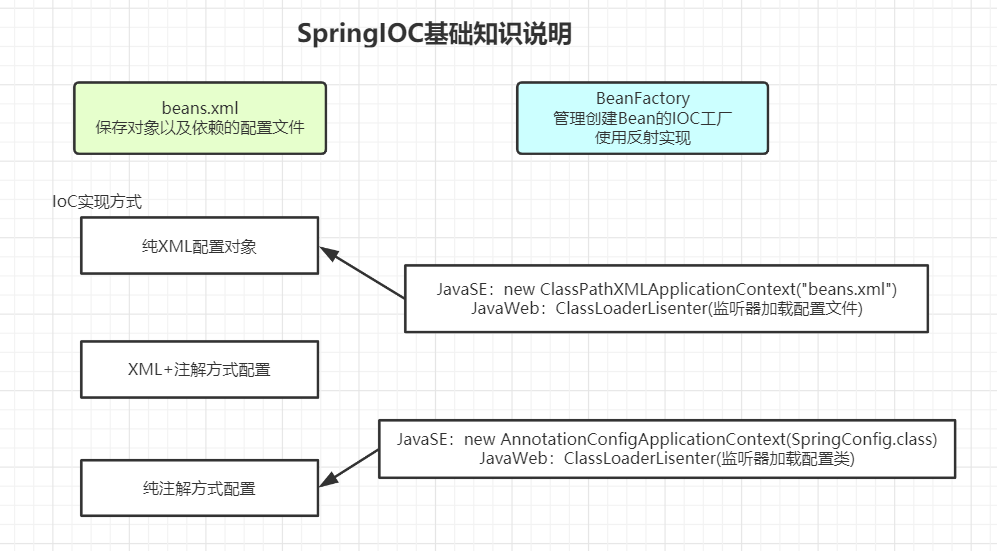 SpringIOC基础知识说明
beans.xml
保存对象以及依赖的配置文件
BeanFactory
管理创建Bean的IOC工厂
使用反射实现
IoC实现方式
纯XML配置对象
JavaSE：new ClassPathXMLApplicationContext("beans.xml")
JavaWeb：ClassLoaderLisenter(监听器加载配置文件)
XML+注解方式配置
JavaSE：new AnnotationConfigApplicationContext(SpringConfig.class)
JavaWeb：ClassLoaderLisenter(监听器加载配置类)
纯注解方式配置